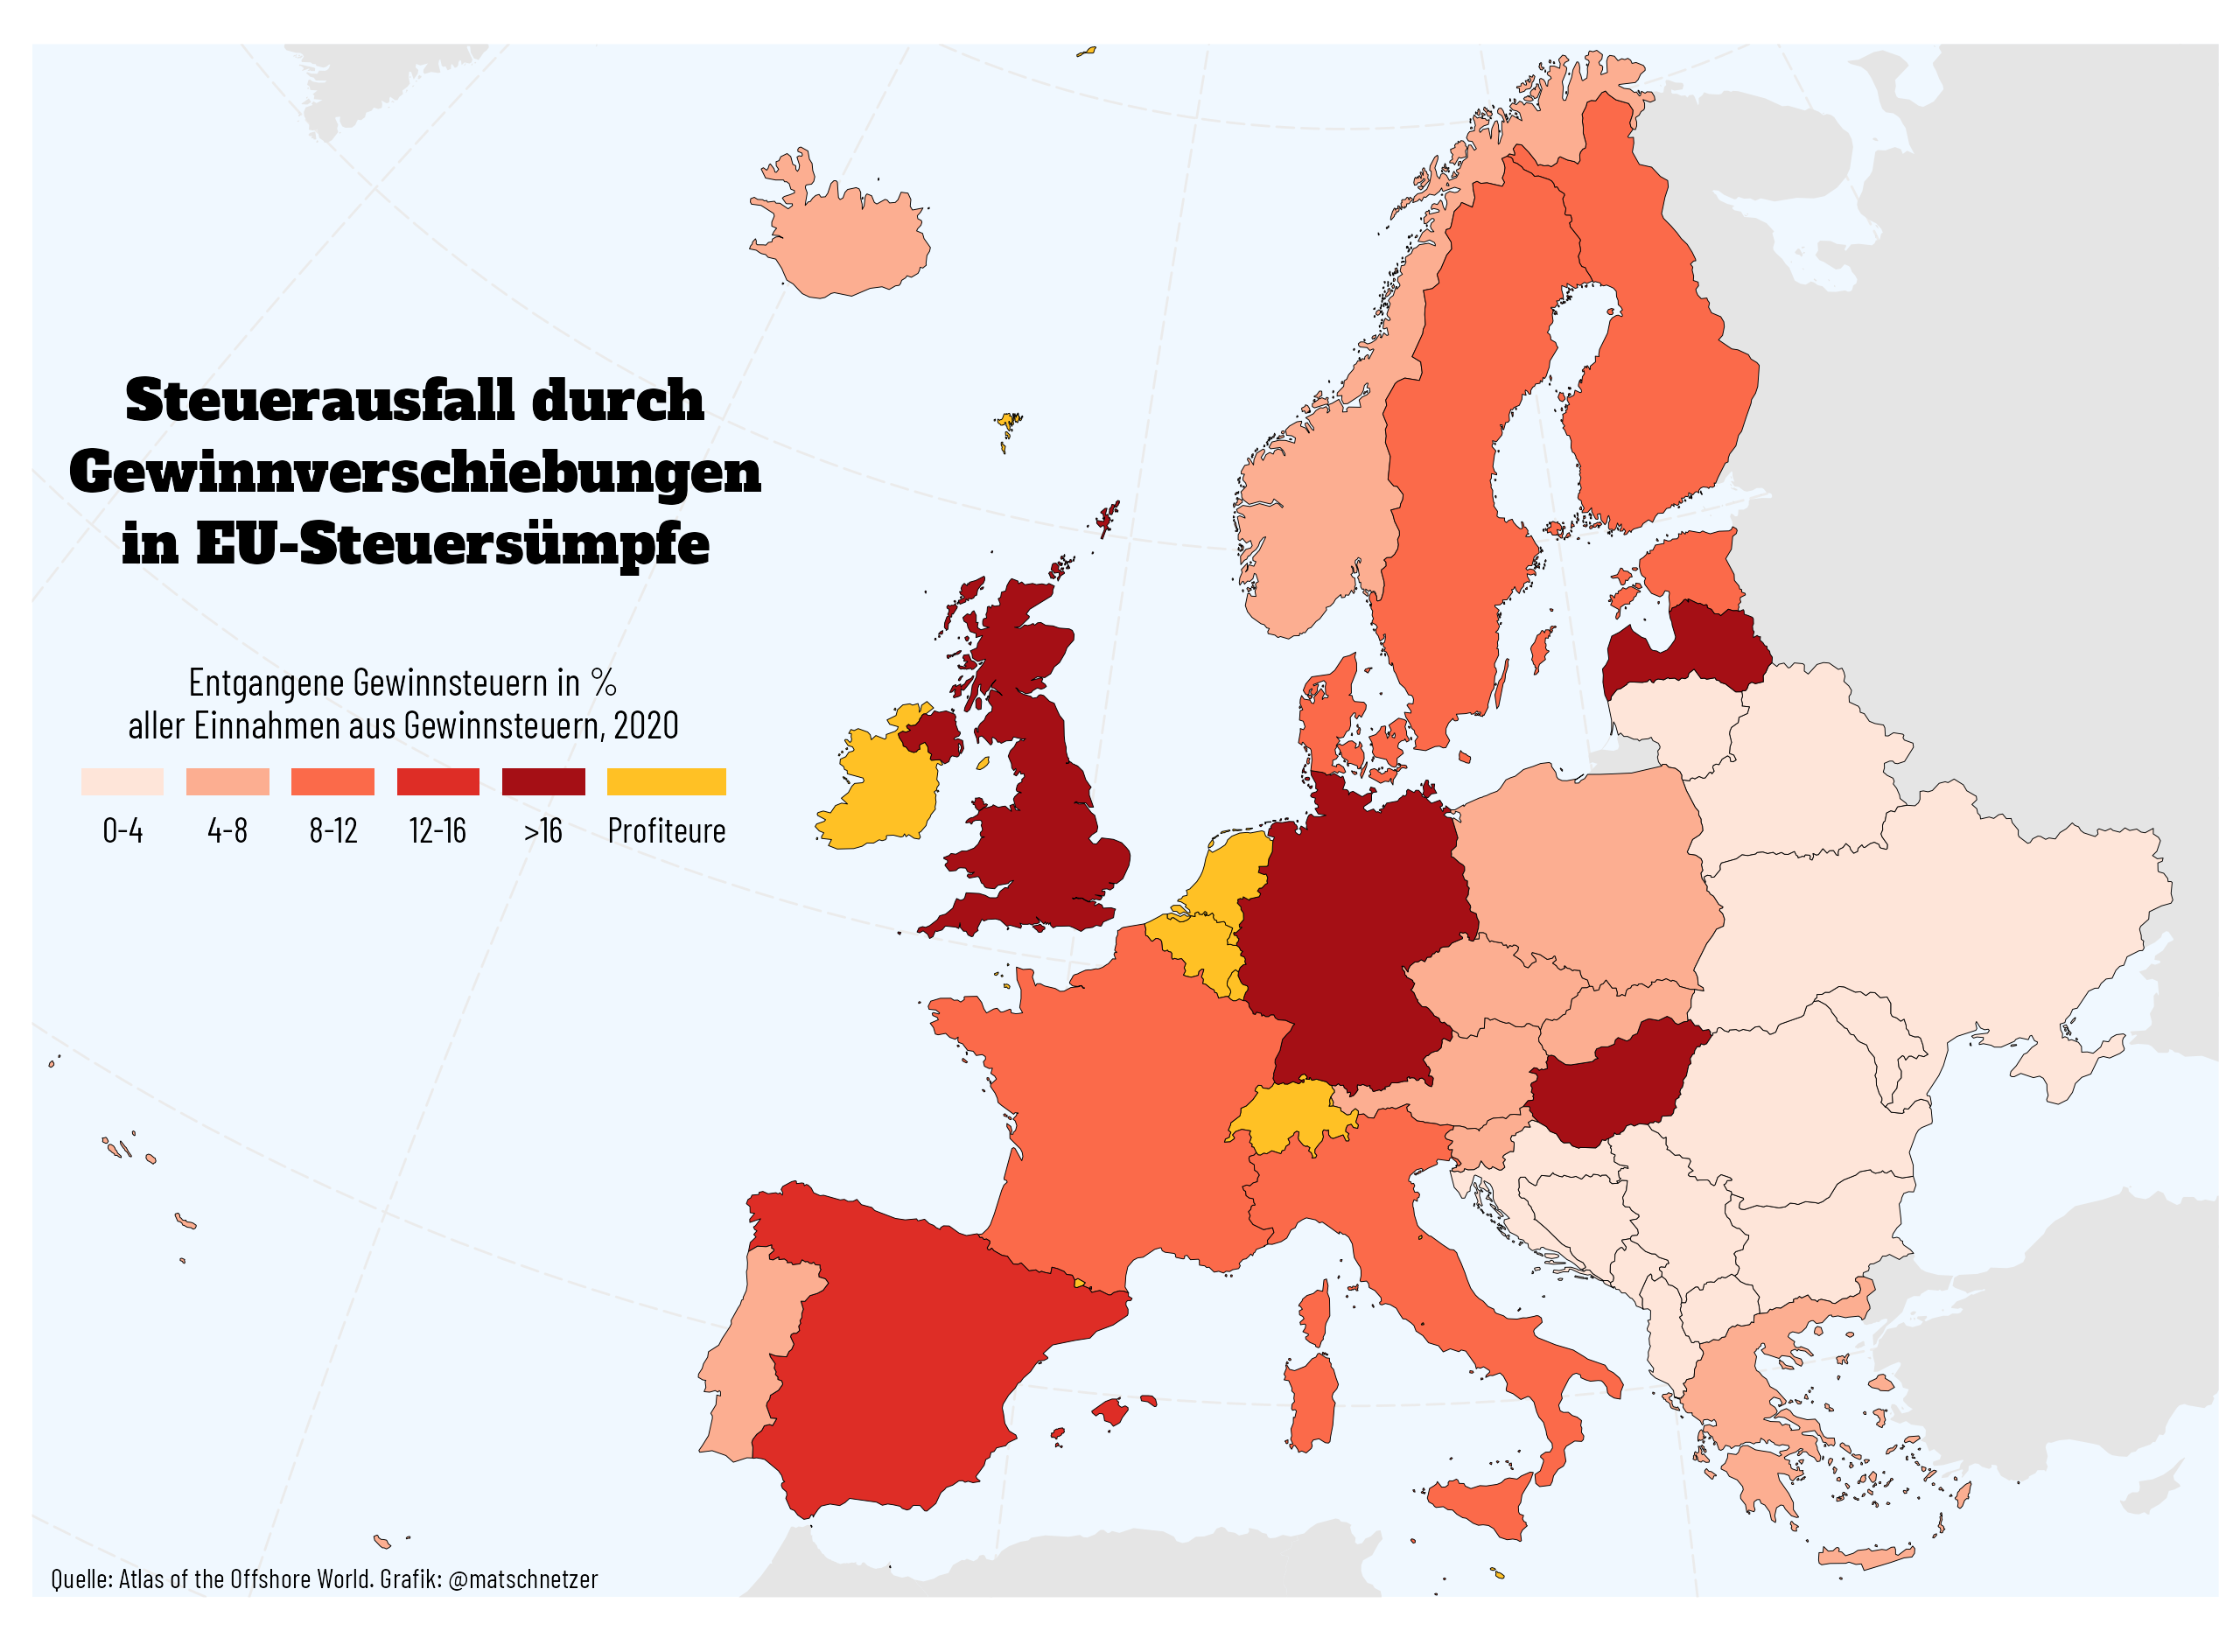 Steuerausfall durch
Gewinnverschiebungen
in EU-Steuersümpfe
Entgangene Gewinnsteuern in %
aller Einnahmen aus Gewinnsteuern, 2020
0-4 4-8 8-12 12-16 >16 Profiteure
Quelle: Atlas of the Offshore World. Grafik: @matschnetzer